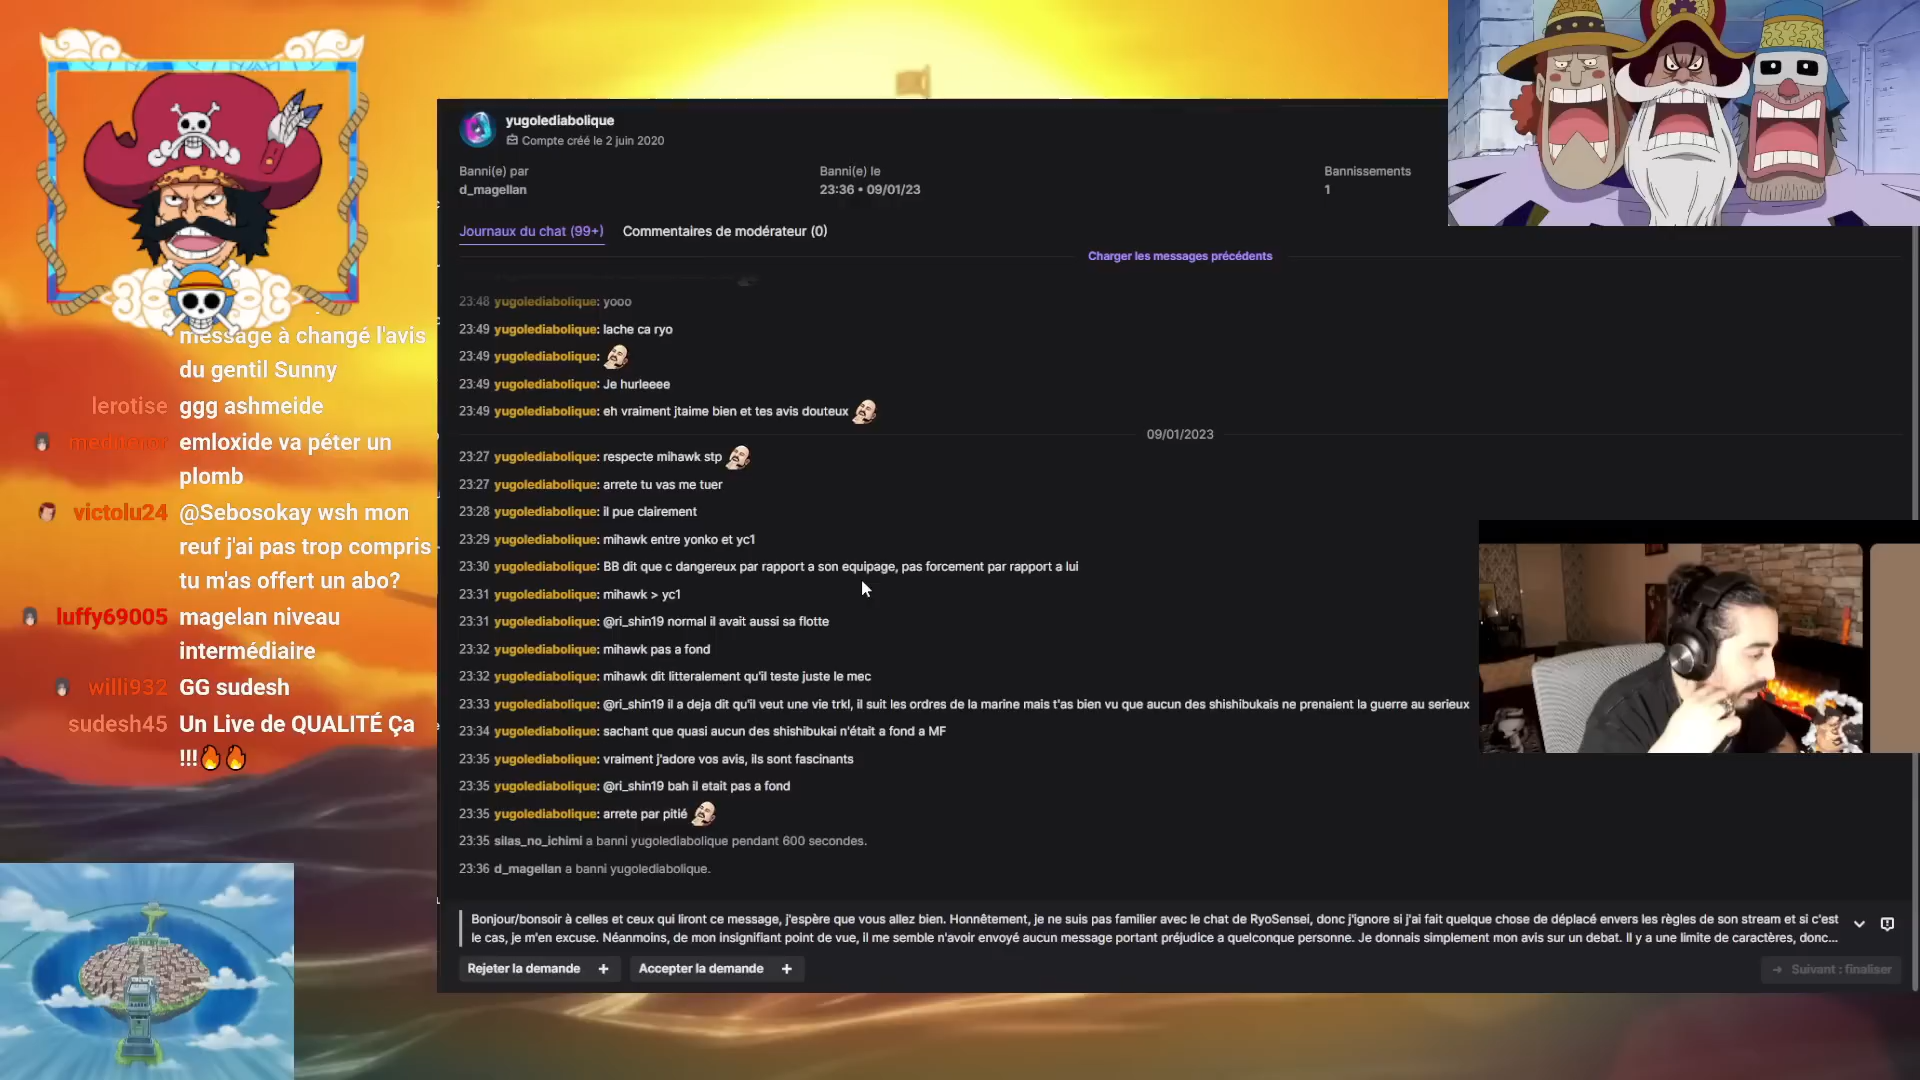 message à changé l'avis
du gentil Sunny
lerotise ggg ashmeide
emloxide va péter un
plomb
victolu24 @Sebosokay wsh mon
reuf j'ai pas trop compris
tu m'as offert un abo?
luffy69005 magelan niveau
intermédiaire
willi932 GG sudesh
sudesh45 Un Live de QUALITÉ Ça
!!!🔥🔥
yugolediabolique
Compte créé le 2 juin 2020
Banni(e) par
d_magellan
Banni(e) le
23:36 • 09/01/23
Bannissements
1
Journaux du chat (99+) Commentaires de modérateur (0)
Charger les messages précédents
23:48 yugolediabolique: yooo
23:49 yugolediabolique: lache ca ryo
23:49 yugolediabolique:
23:49 yugolediabolique: Je hurleeee
23:49 yugolediabolique: eh vraiment jtaime bien et tes avis douteux
09/01/2023
23:27 yugolediabolique: respecte mihawk stp
23:27 yugolediabolique: arrete tu vas me tuer
23:28 yugolediabolique: il pue clairement
23:29 yugolediabolique: mihawk entre yonko et yc1
23:30 yugolediabolique: BB dit que c dangereux par rapport a son equipage, pas forcement par rapport a lui
23:31 yugolediabolique: mihawk > yc1
23:31 yugolediabolique: @ri_shin19 normal il avait aussi sa flotte
23:32 yugolediabolique: mihawk pas a fond
23:32 yugolediabolique: mihawk dit litteralement qu'il teste juste le mec
23:33 yugolediabolique: @ri_shin19 il a deja dit qu'il veut une vie trkl, il suit les ordres de la marine mais t'as bien vu que aucun des shishibukais ne prenaient la guerre au serieux
23:34 yugolediabolique: sachant que quasi aucun des shishibukai n'était a fond a MF
23:35 yugolediabolique: vraiment j'adore vos avis, ils sont fascinants
23:35 yugolediabolique: @ri_shin19 bah il etait pas a fond
23:35 yugolediabolique: arrete par pitié
23:35 silas_no_ichimi a banni yugolediabolique pendant 600 secondes.
23:36 d_magellan a banni yugolediabolique.
Bonjour/bonsoir à celles et ceux qui liront ce message, j'espère que vous allez bien. Honnêtement, je ne suis pas familier avec le chat de RyoSensei, donc j'ignore si j'ai fait quelque chose de déplacé envers les règles de son stream et si c'est
le cas, je m'en excuse. Néanmoins, de mon insignifiant point de vue, il me semble n'avoir envoyé aucun message portant préjudice a quelconque personne. Je donnais simplement mon avis sur un debat. Il y a une limite de caractères, donc...
Rejeter la demande + Accepter la demande +
→ Suivant : finaliser